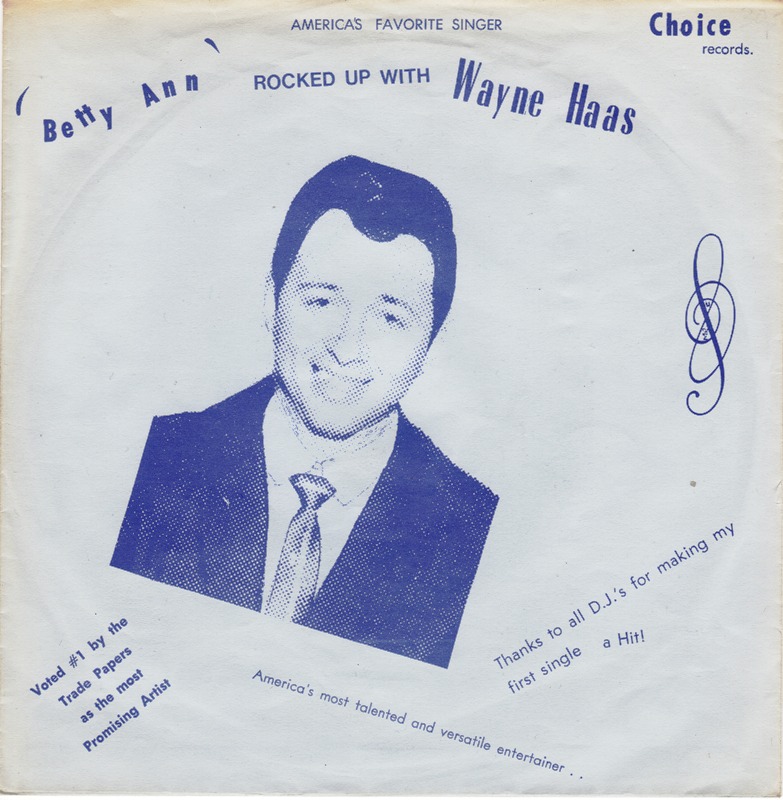 AMERICA'S FAVORITE SINGER
Choice
records.
'Betty Ann' ROCKED UP WITH Wayne Haas
Thanks to all D.J.'s for making my
first single a Hit!
Voted #1 by the
Trade Papers
as the most
Promising Artist
America's most talented and versatile entertainer . .